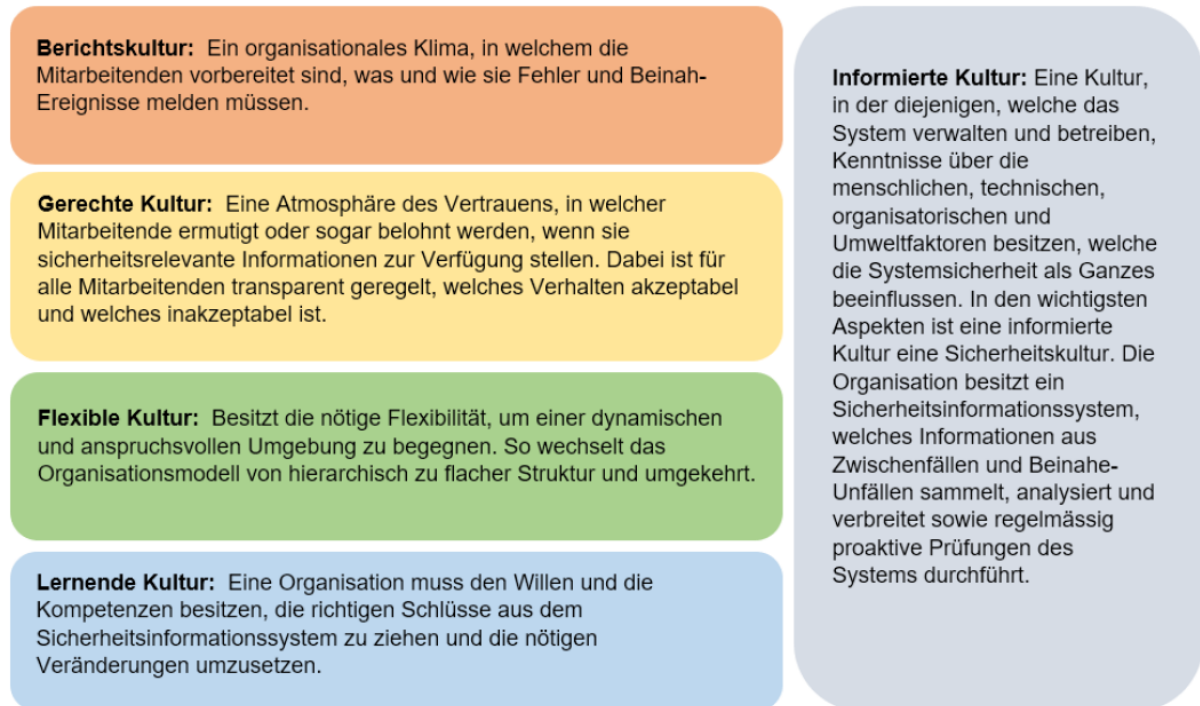 Berichtskultur: Ein organisationales Klima, in welchem die
Mitarbeitenden vorbereitet sind, was und wie sie Fehler und Beinah-
Ereignisse melden müssen.
Gerechte Kultur: Eine Atmosphäre des Vertrauens, in welcher
Mitarbeitende ermutigt oder sogar belohnt werden, wenn sie
sicherheitsrelevante Informationen zur Verfügung stellen. Dabei ist für
alle Mitarbeitenden transparent geregelt, welches Verhalten akzeptabel
und welches inakzeptabel ist.
Flexible Kultur: Besitzt die nötige Flexibilität, um einer dynamischen
und anspruchsvollen Umgebung zu begegnen. So wechselt das
Organisationsmodell von hierarchisch zu flacher Struktur und umgekehrt.
Lernende Kultur: Eine Organisation muss den Willen und die
Kompetenzen besitzen, die richtigen Schlüsse aus dem
Sicherheitsinformationssystem zu ziehen und die nötigen
Veränderungen umzusetzen.
Informierte Kultur: Eine Kultur,
in der diejenigen, welche das
System verwalten und betreiben,
Kenntnisse über die
menschlichen, technischen,
organisatorischen und
Umweltfaktoren besitzen, welche
die Systemsicherheit als Ganzes
beeinflussen. In den wichtigsten
Aspekten ist eine informierte
Kultur eine Sicherheitskultur. Die
Organisation besitzt ein
Sicherheitsinformationssystem,
welches Informationen aus
Zwischenfällen und Beinahe-
Unfällen sammelt, analysiert und
verbreitet sowie regelmässig
proaktive Prüfungen des
Systems durchführt.